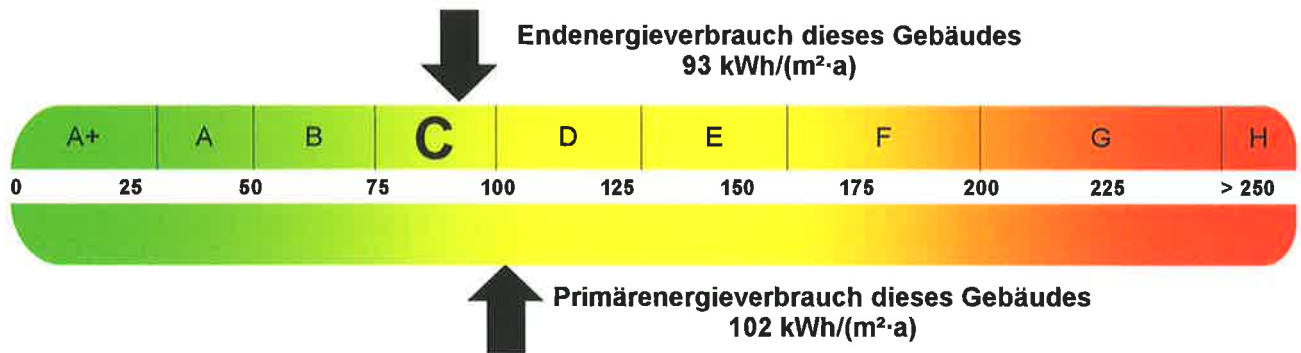 Endenergieverbrauch dieses Gebäudes
93 kWh/(m²·a)
A+ A B C D E F G H
0 25 50 75 100 125 150 175 200 225 > 250
Primärenergieverbrauch dieses Gebäudes
102 kWh/(m²·a)